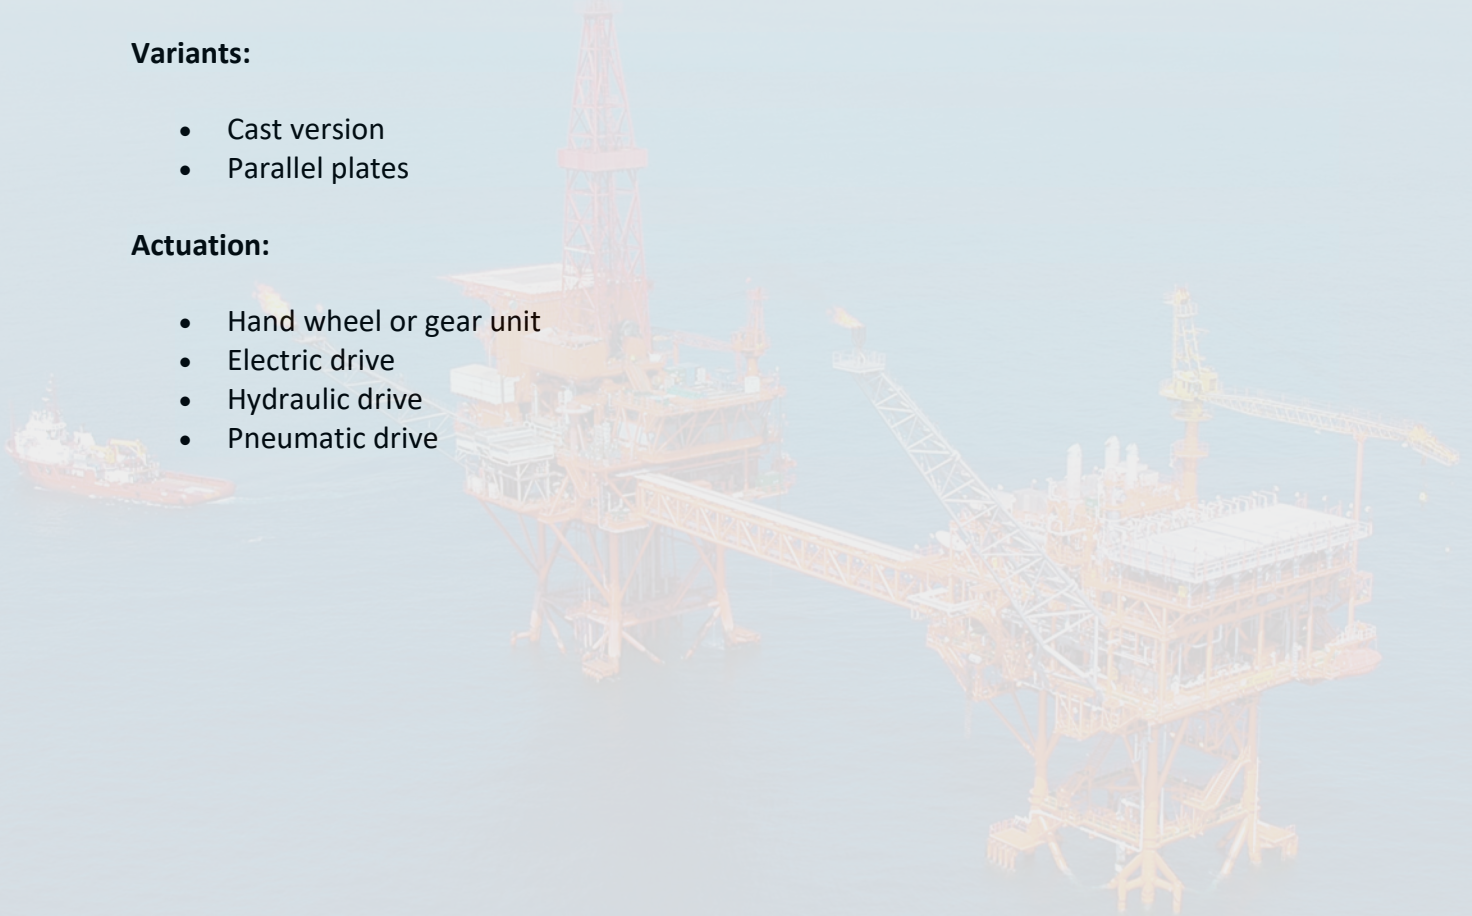 Variants:
• Cast version
• Parallel plates
Actuation:
• Hand wheel or gear unit
• Electric drive
• Hydraulic drive
• Pneumatic drive